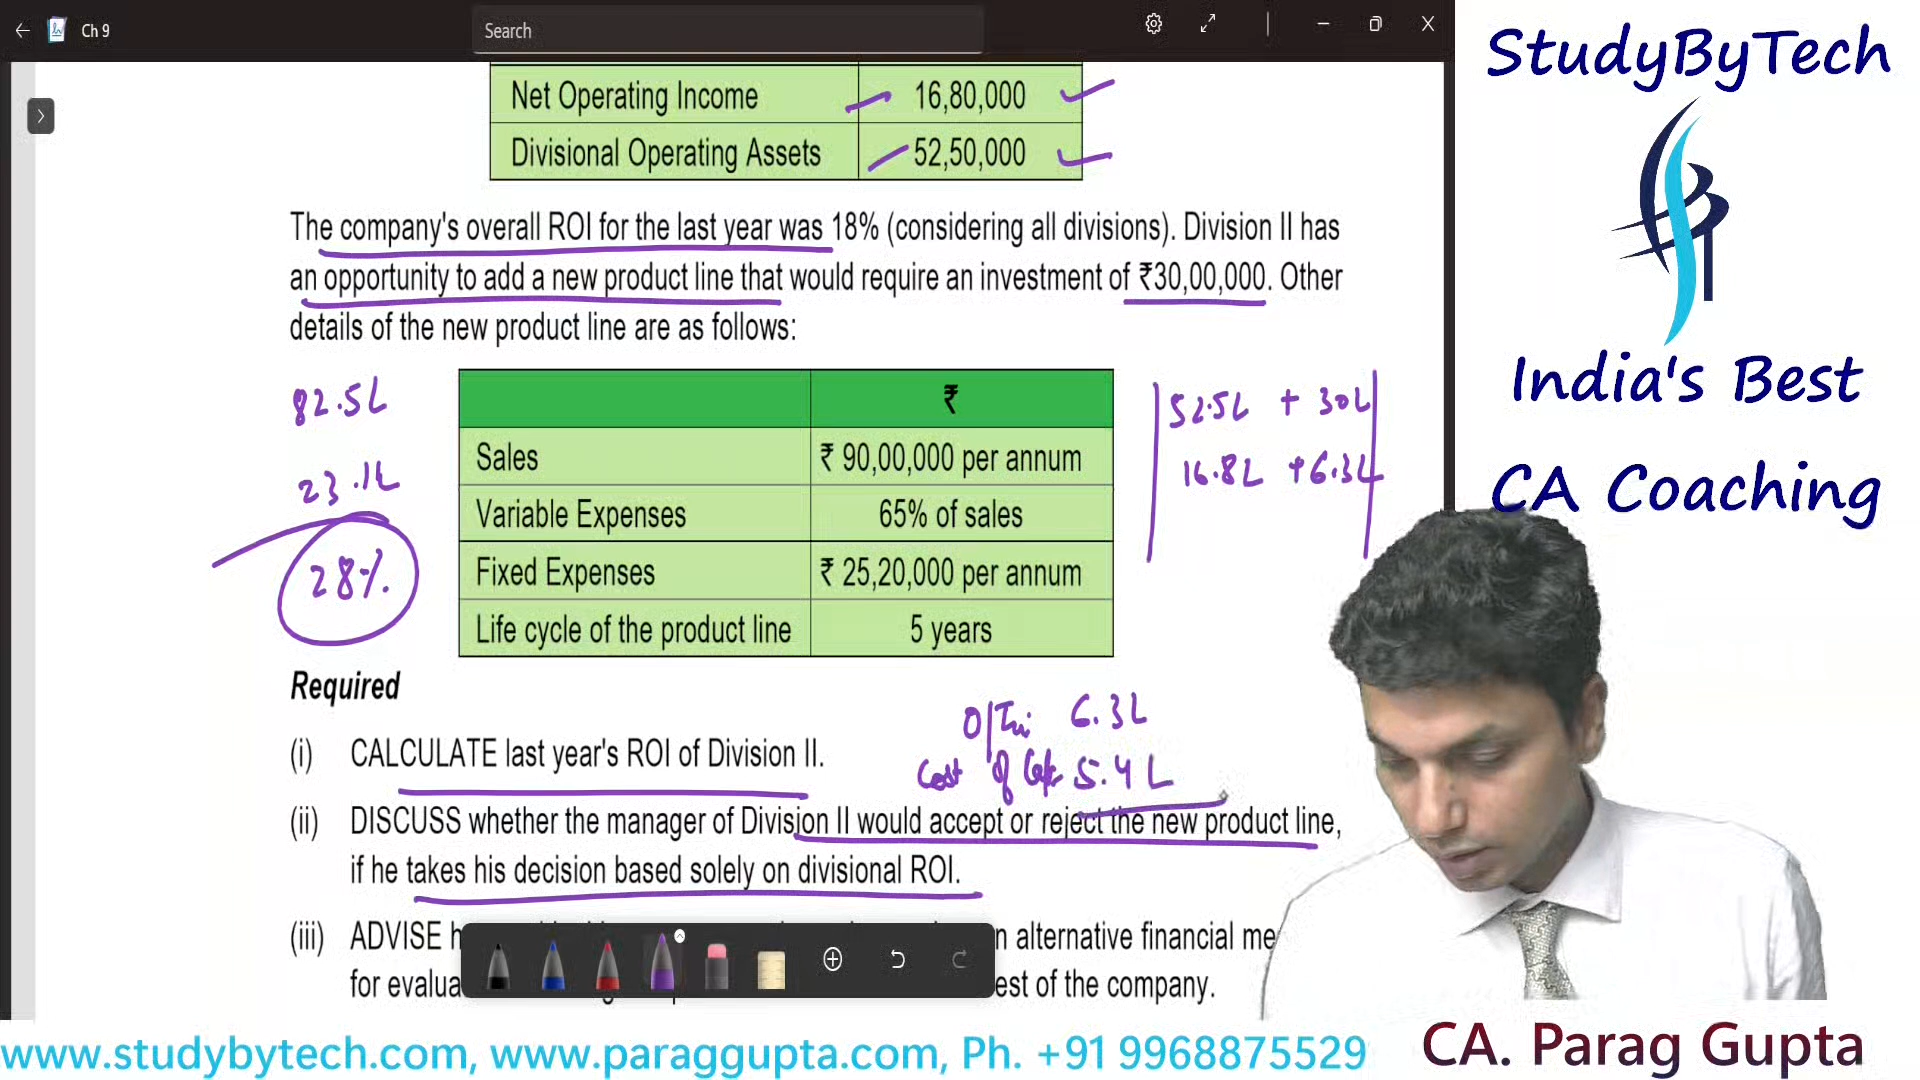 Ch 9
Search
Net Operating Income 16,80,000
Divisional Operating Assets 52,50,000
The company's overall ROI for the last year was 18% (considering all divisions). Division II has
an opportunity to add a new product line that would require an investment of ₹30,00,000. Other
details of the new product line are as follows:
82.5L
23.1L
28%
₹
Sales ₹ 90,00,000 per annum
Variable Expenses 65% of sales
Fixed Expenses ₹ 25,20,000 per annum
Life cycle of the product line 5 years
52.5L + 30L
16.8L + 6.3L
Required
6.3L
Cost of 5.4 L
(i) CALCULATE last year's ROI of Division II.
(ii) DISCUSS whether the manager of Division II would accept or reject the new product line,
if he takes his decision based solely on divisional ROI.
(iii) ADVISE n alternative financial me
for evalua est of the company.
StudyByTech
India's Best
CA Coaching
www.studybytech.com, www.paraggupta.com, Ph. +91 9968875529
CA. Parag Gupta